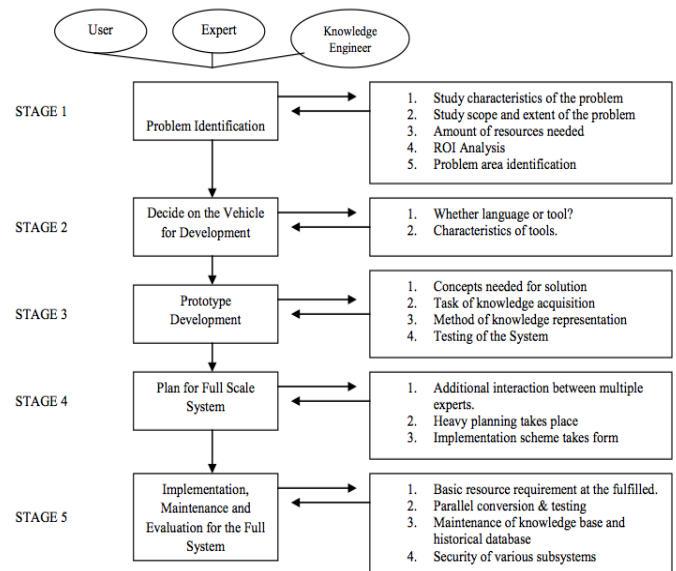 User
Expert
Knowledge
Engineer
STAGE 1
Problem Identification
1. Study characteristics of the problem
2. Study scope and extent of the problem
3. Amount of resources needed
4. ROI Analysis
5. Problem area identification
STAGE 2
Decide on the Vehicle
for Development
1. Whether language or tool?
2. Characteristics of tools.
STAGE 3
Prototype
Development
1. Concepts needed for solution
2. Task of knowledge acquisition
3. Method of knowledge representation
4. Testing of the System
STAGE 4
Plan for Full Scale
System
1. Additional interaction between multiple
experts.
2. Heavy planning takes place
3. Implementation scheme takes form
STAGE 5
Implementation,
Maintenance and
Evaluation for the Full
System
1. Basic resource requirement at the fulfilled.
2. Parallel conversion & testing
3. Maintenance of knowledge base and
historical database
4. Security of various subsystems